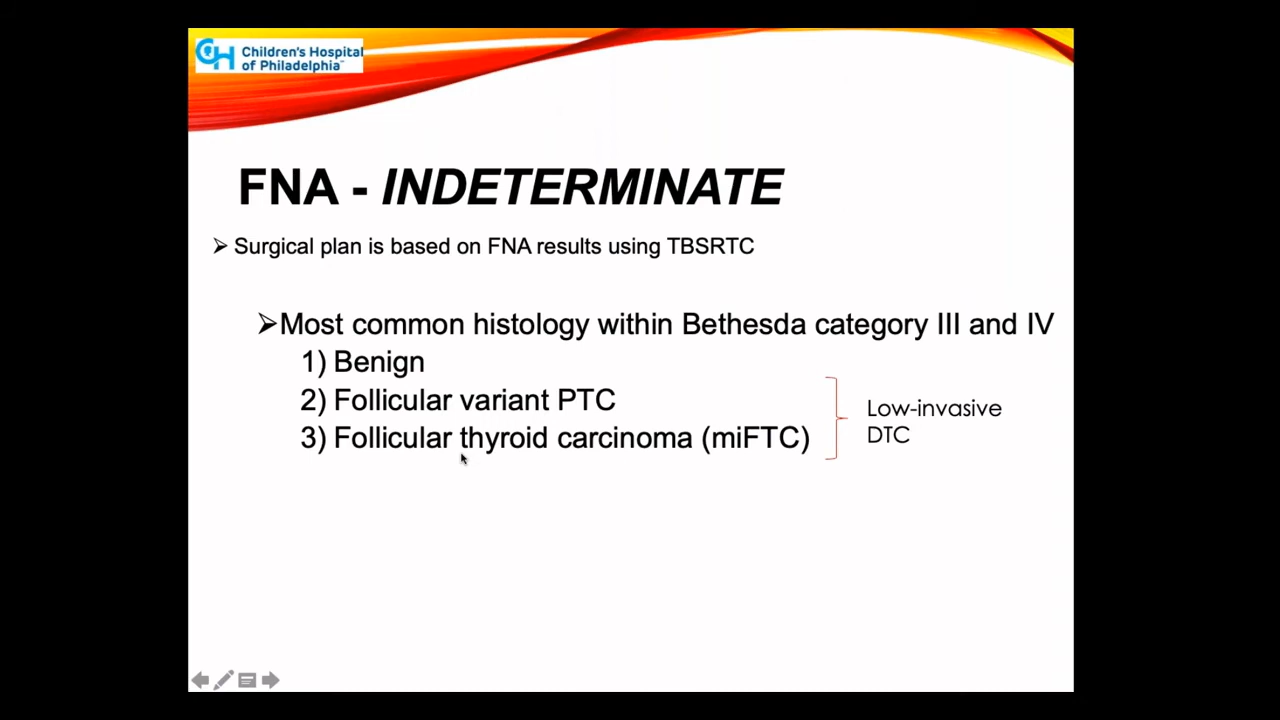 Children's Hospital
of Philadelphia
FNA - INDETERMINATE
➢ Surgical plan is based on FNA results using TBSRTC
➢Most common histology within Bethesda category III and IV
1) Benign
2) Follicular variant PTC
3) Follicular thyroid carcinoma (miFTC)
Low-invasive
DTC